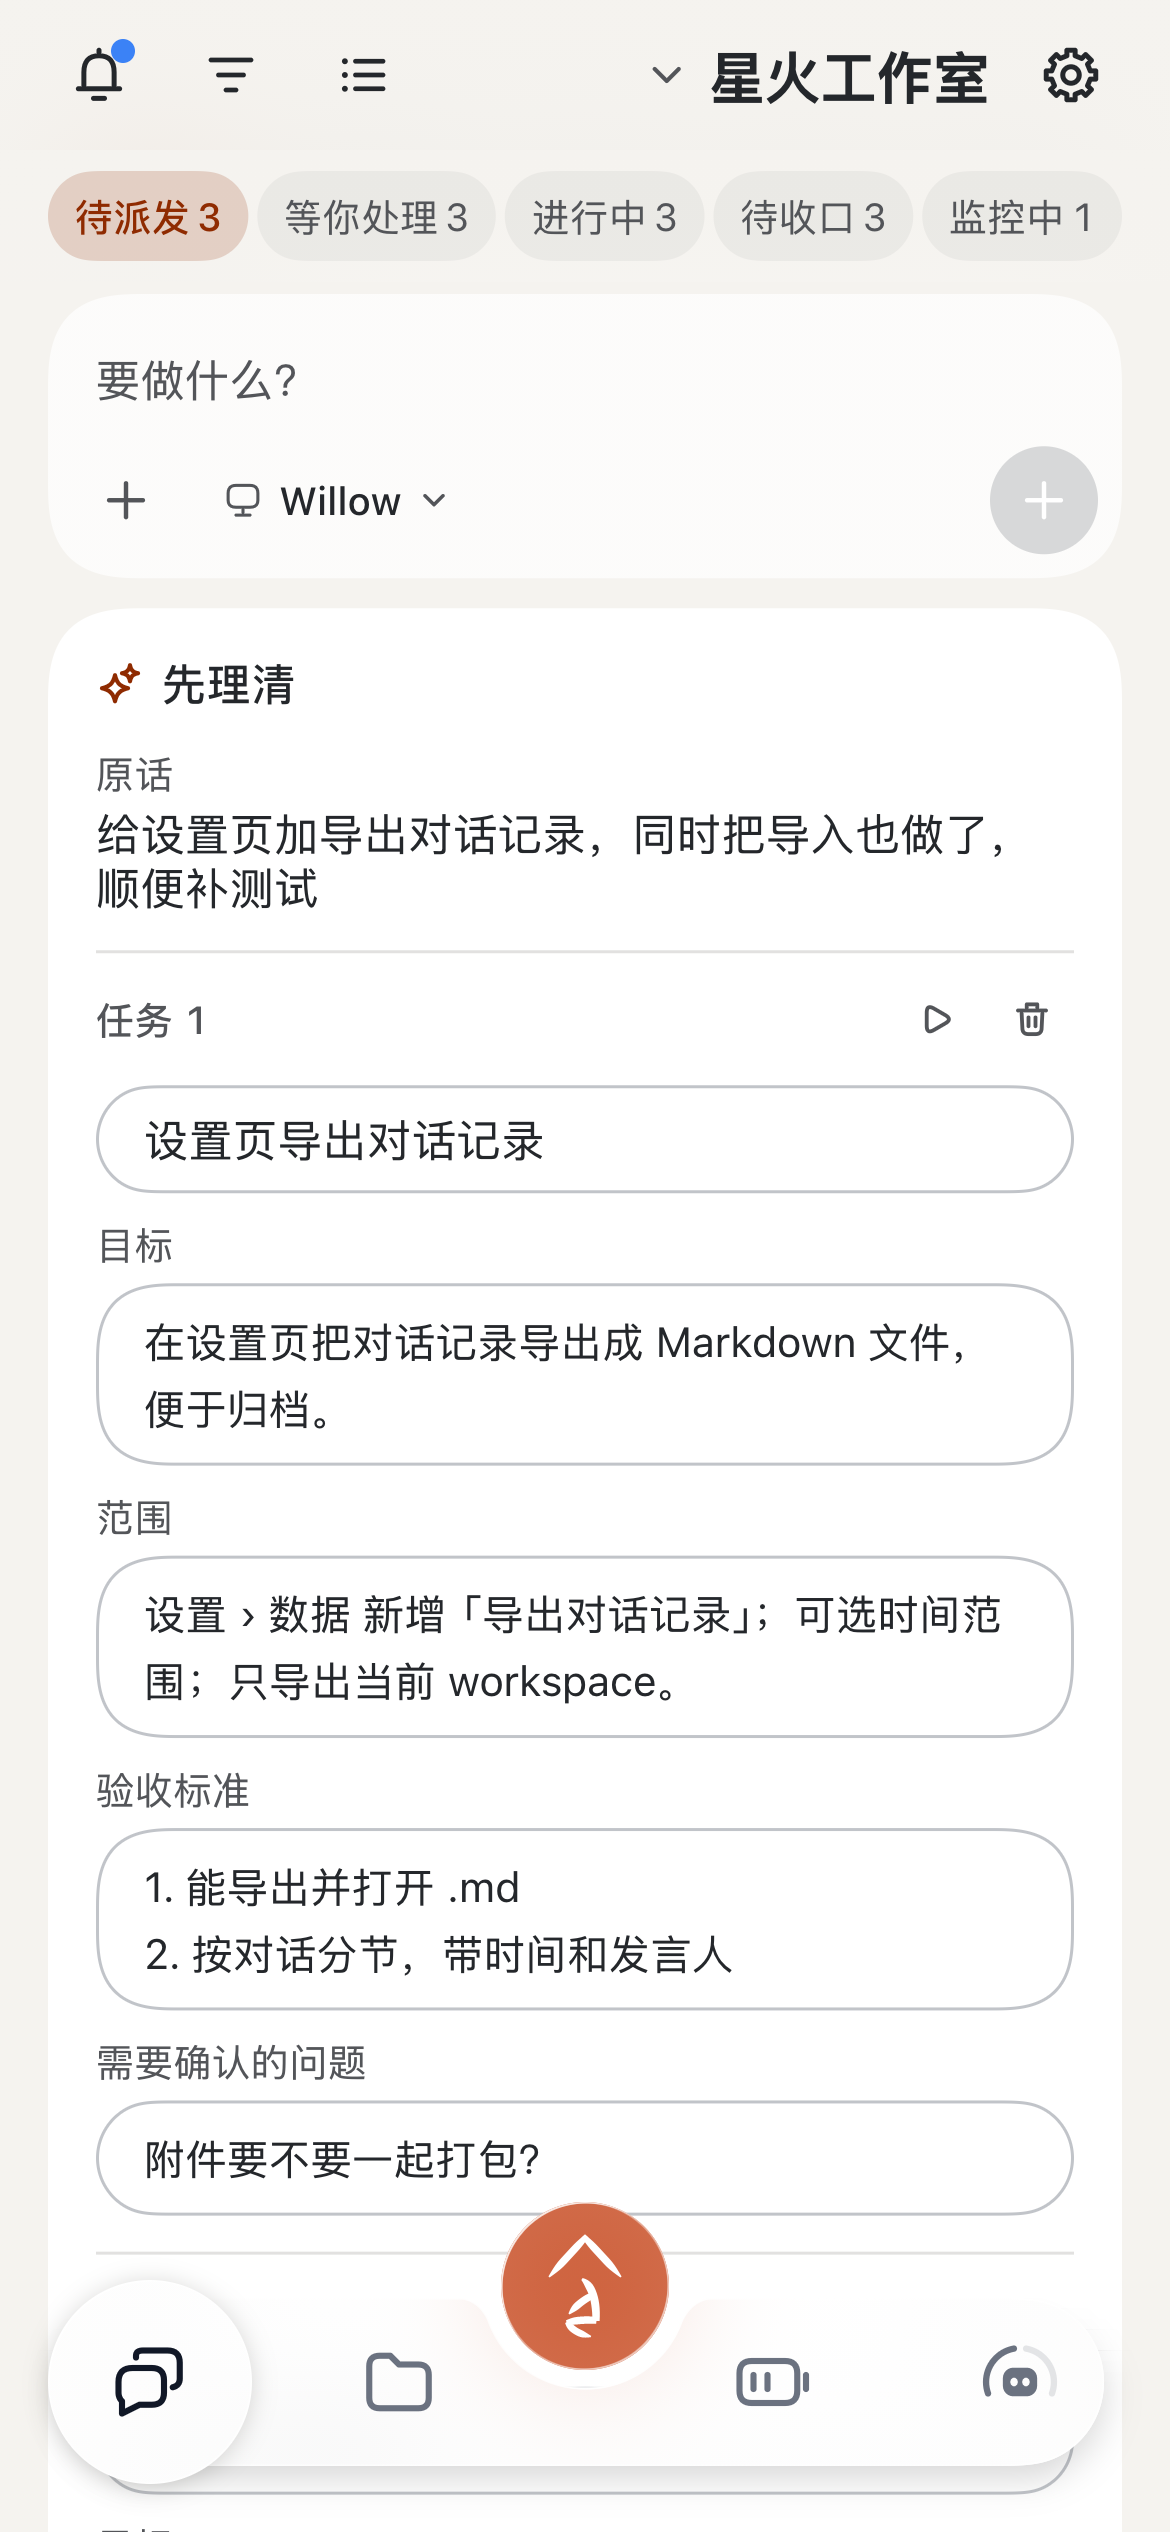 星火工作室
待派发 3
等你处理 3
进行中 3
待收口 3
监控中 1
要做什么?
Willow
先理清
原话
给设置页加导出对话记录，同时把导入也做了，
顺便补测试
任务 1
设置页导出对话记录
目标
在设置页把对话记录导出成 Markdown 文件，
便于归档。
范围
设置 › 数据 新增「导出对话记录」；可选时间范
围；只导出当前 workspace。
验收标准
1. 能导出并打开 .md
2. 按对话分节，带时间和发言人
需要确认的问题
附件要不要一起打包?